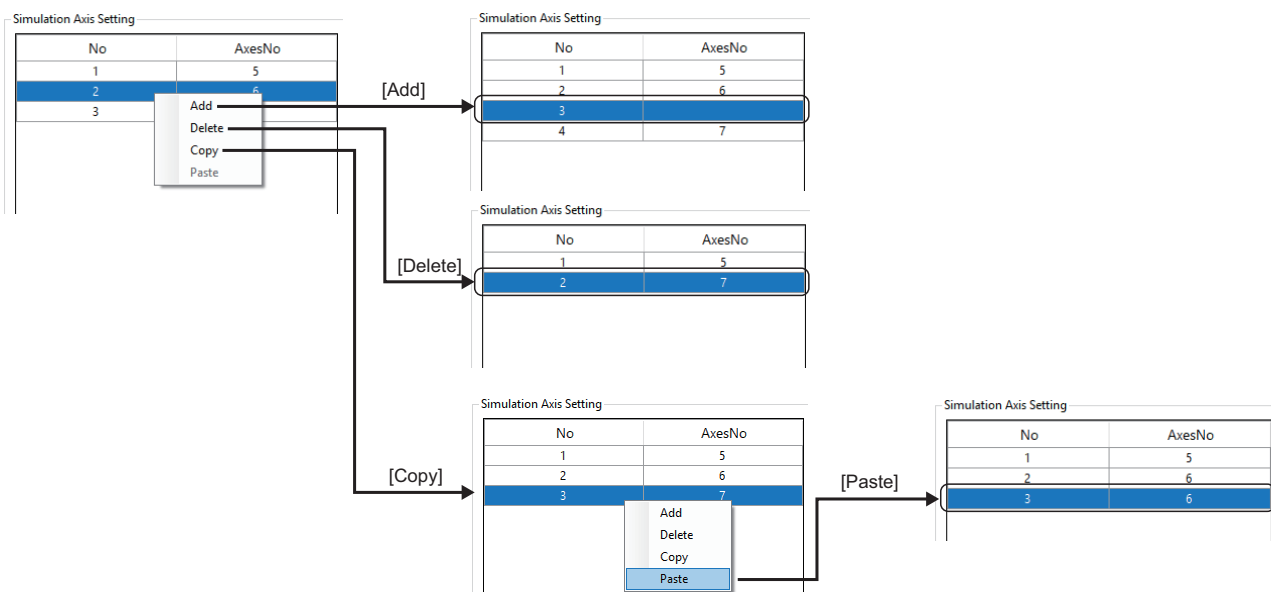 Simulation Axis Setting
No AxesNo
1 5
2 6
3
Add
Delete
Copy
Paste
[Add]
Simulation Axis Setting
No AxesNo
1 5
2 6
3
4 7
[Delete]
Simulation Axis Setting
No AxesNo
1 5
2 7
[Copy]
Simulation Axis Setting
No AxesNo
1 5
2 6
3 7
Add
Delete
Copy
Paste
[Paste]
Simulation Axis Setting
No AxesNo
1 5
2 6
3 6